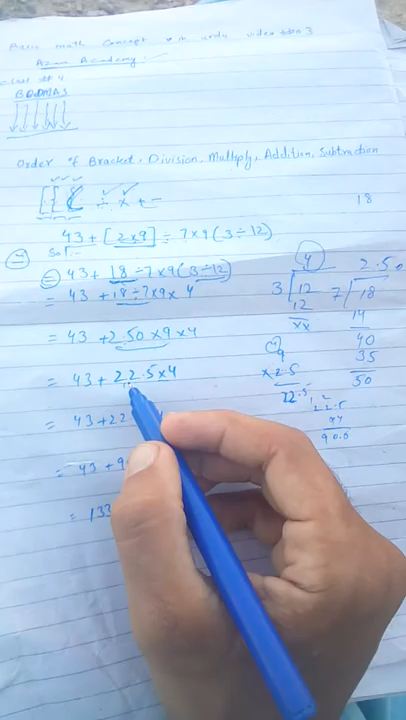 Basic math Concept in urdu video 3
Azam Academy
Class
BODMAS
Order of Bracket, Division, Multiply, Addition, Subtraction
[{( ÷ × + -
18
43 + [2×9] ÷ 7×9(3÷12)
Sol:-
= 43 + 18 ÷7×9(3÷12)
= 43 + 18÷7×9×4
= 43 + 2.50×9×4
= 43 + 22.5×4
= 43+22
= 43 + 9
= 133
4
3 12
12
xx
2.50
7 18
14
40
35
50
9
×2.5
22.5
22.5
×4
90.0